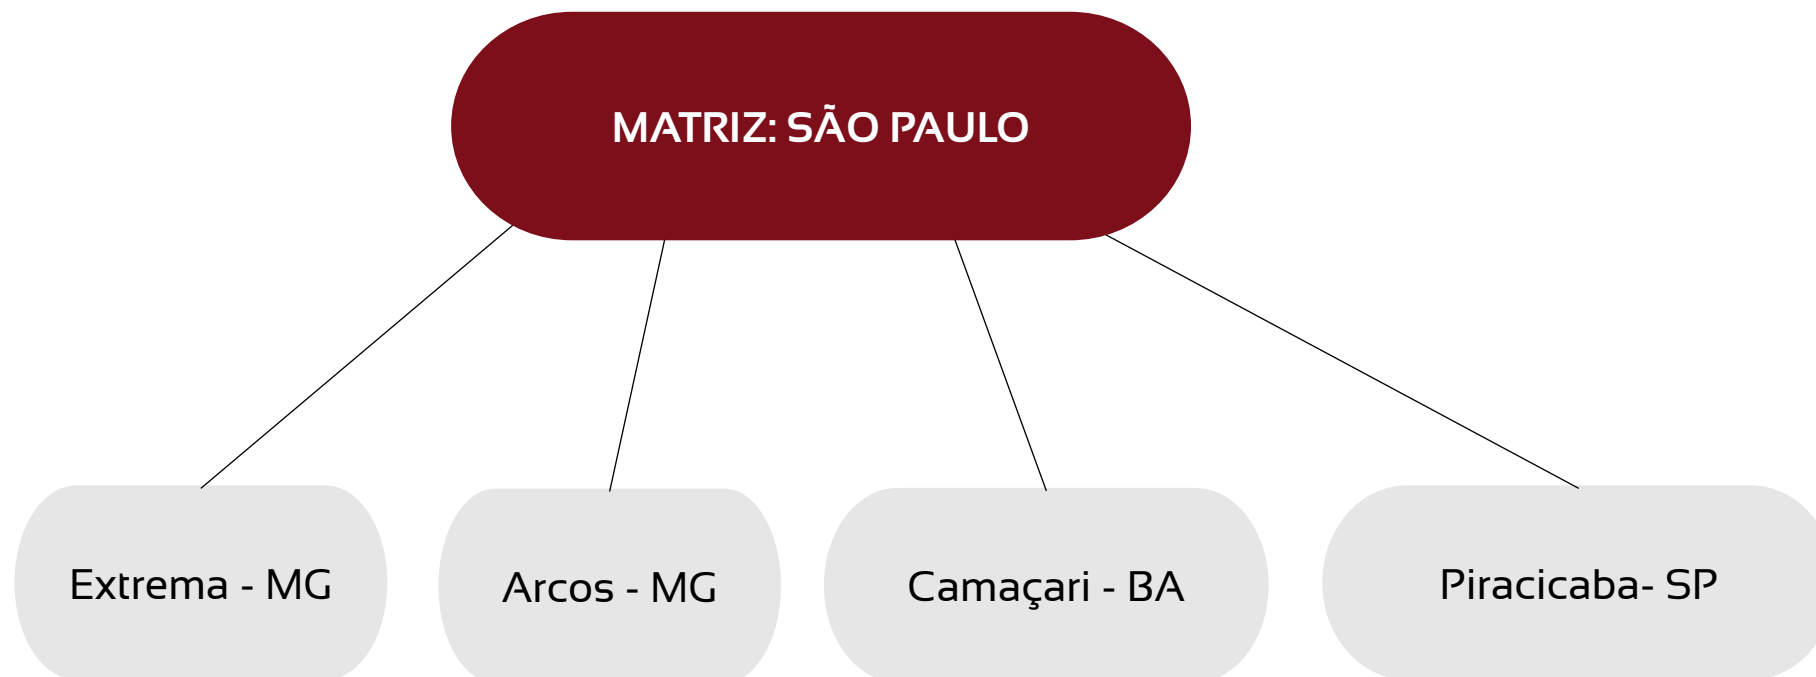 MATRIZ: SÃO PAULO
Extrema - MG
Arcos - MG
Camaçari - BA
Piracicaba- SP